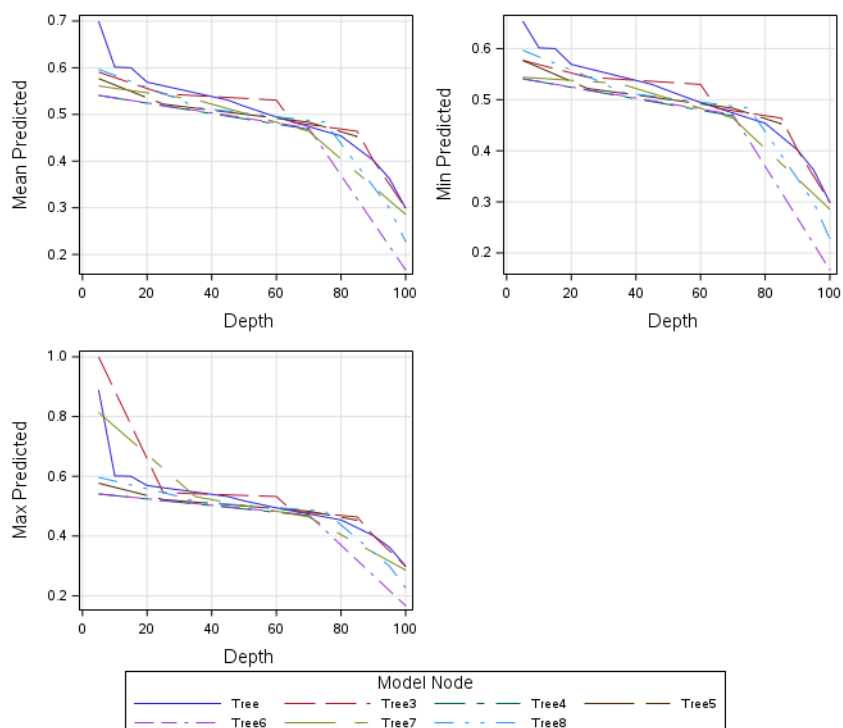 Mean Predicted
0.7
0.6
0.5
0.4
0.3
0.2
0 20 40 60 80 100
Depth
Min Predicted
0.6
0.5
0.4
0.3
0.2
0 20 40 60 80 100
Depth
Max Predicted
1.0
0.8
0.6
0.4
0.2
0 20 40 60 80 100
Depth
Model Node
Tree Tree3 Tree4 Tree5
Tree6 Tree7 Tree8